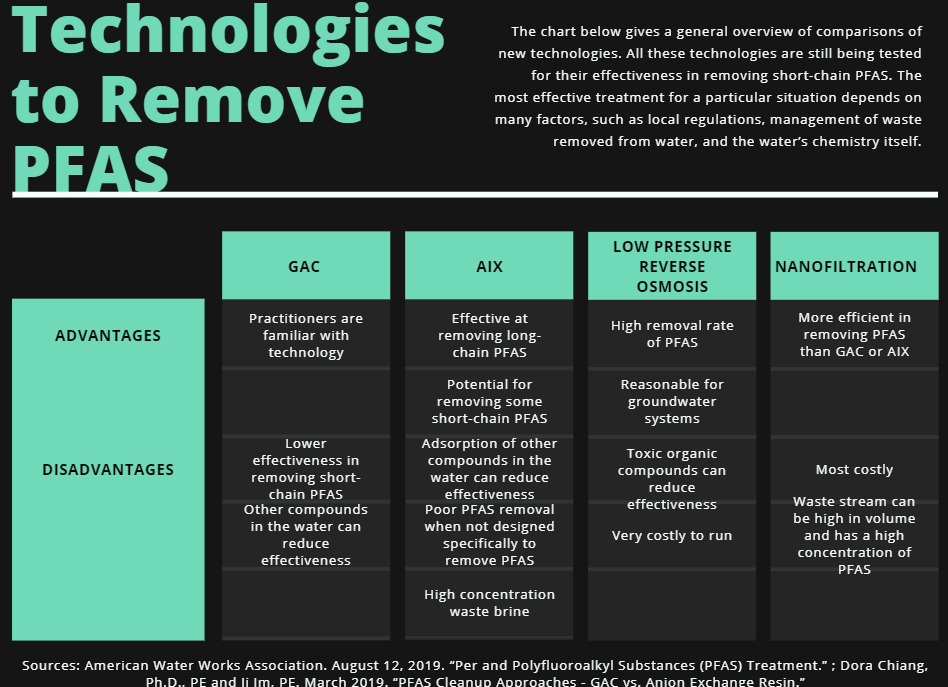 Technologies
to Remove
PFAS
The chart below gives a general overview of comparisons of
new technologies. All these technologies are still being tested
for their effectiveness in removing short-chain PFAS. The
most effective treatment for a particular situation depends on
many factors, such as local regulations, management of waste
removed from water, and the water’s chemistry itself.
GAC
AIX
LOW PRESSURE
REVERSE
OSMOSIS
NANOFILTRATION
ADVANTAGES
Practitioners are
familiar with
technology
Effective at
removing long-
chain PFAS
High removal rate
of PFAS
More efficient in
removing PFAS
than GAC or AIX
Potential for
removing some
short-chain PFAS
Reasonable for
groundwater
systems
DISADVANTAGES
Lower
effectiveness in
removing short-
chain PFAS
Adsorption of other
compounds in the
water can reduce
effectiveness
Toxic organic
compounds can
reduce
effectiveness
Most costly
Other compounds
in the water can
reduce
effectiveness
Poor PFAS removal
when not designed
specifically to
remove PFAS
Very costly to run
Waste stream can
be high in volume
and has a high
concentration of
PFAS
High concentration
waste brine
Sources: American Water Works Association. August 12, 2019. “Per and Polyfluoroalkyl Substances (PFAS) Treatment.” ; Dora Chiang,
Ph.D., PE and Ji Im, PE. March 2019. “PFAS Cleanup Approaches - GAC vs. Anion Exchange Resin.”